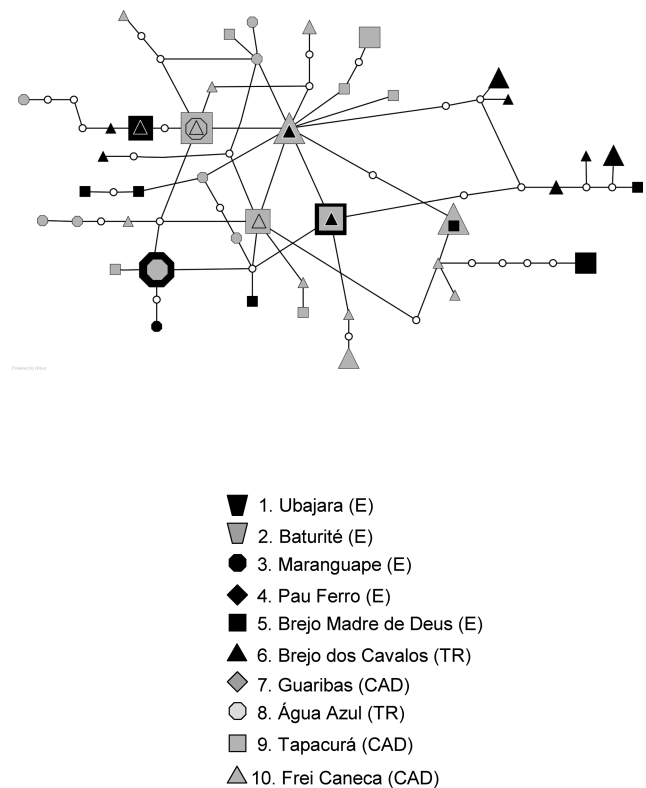 1. Ubajara (E)
2. Baturité (E)
3. Maranguape (E)
4. Pau Ferro (E)
5. Brejo Madre de Deus (E)
6. Brejo dos Cavalos (TR)
7. Guaribas (CAD)
8. Água Azul (TR)
9. Tapacurá (CAD)
10. Frei Caneca (CAD)